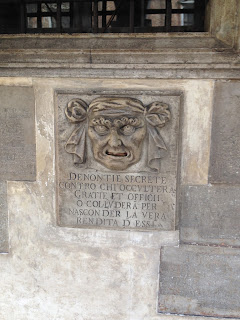 DENONTIE SECRETE
CONTRO CHI OCCVLTERA
GRATIE ET OFFICII
O COLLVDERA PER
NASCONDER LA VERA
RENDITA D ESSI